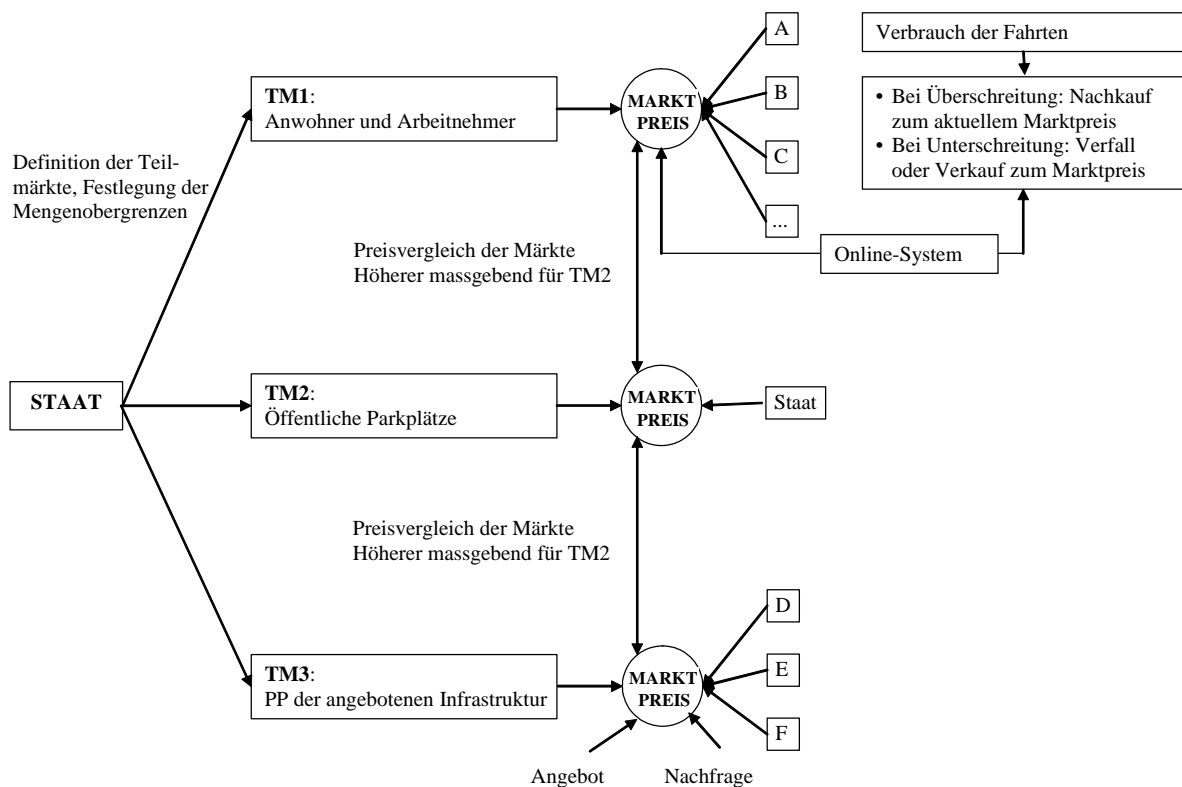 A
Verbrauch der Fahrten
TM1:
Anwohner und Arbeitnehmer
MARKT
PREIS
B
• Bei Überschreitung: Nachkauf
zum aktuellem Marktpreis
• Bei Unterschreitung: Verfall
oder Verkauf zum Marktpreis
C
Definition der Teil-
märkte, Festlegung der
Mengenobergrenzen
...
Preisvergleich der Märkte
Höherer massgebend für TM2
Online-System
STAAT
TM2:
Öffentliche Parkplätze
MARKT
PREIS
Staat
Preisvergleich der Märkte
Höherer massgebend für TM2
D
TM3:
PP der angebotenen Infrastruktur
MARKT
PREIS
E
F
Angebot
Nachfrage